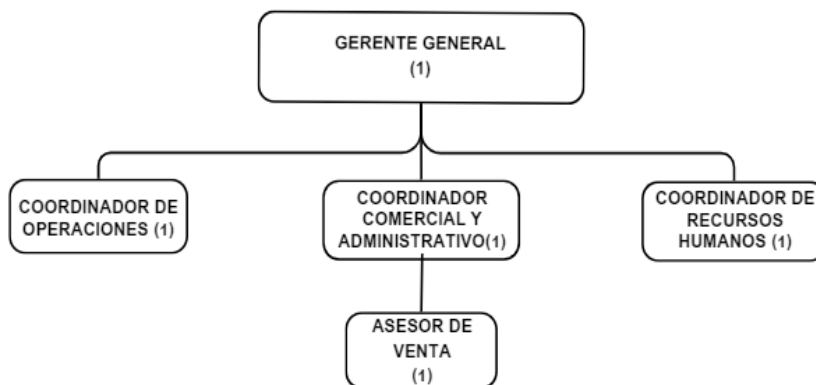 GERENTE GENERAL
(1)
COORDINADOR DE
OPERACIONES (1)
COORDINADOR
COMERCIAL Y
ADMINISTRATIVO(1)
COORDINADOR DE
RECURSOS
HUMANOS (1)
ASESOR DE
VENTA
(1)